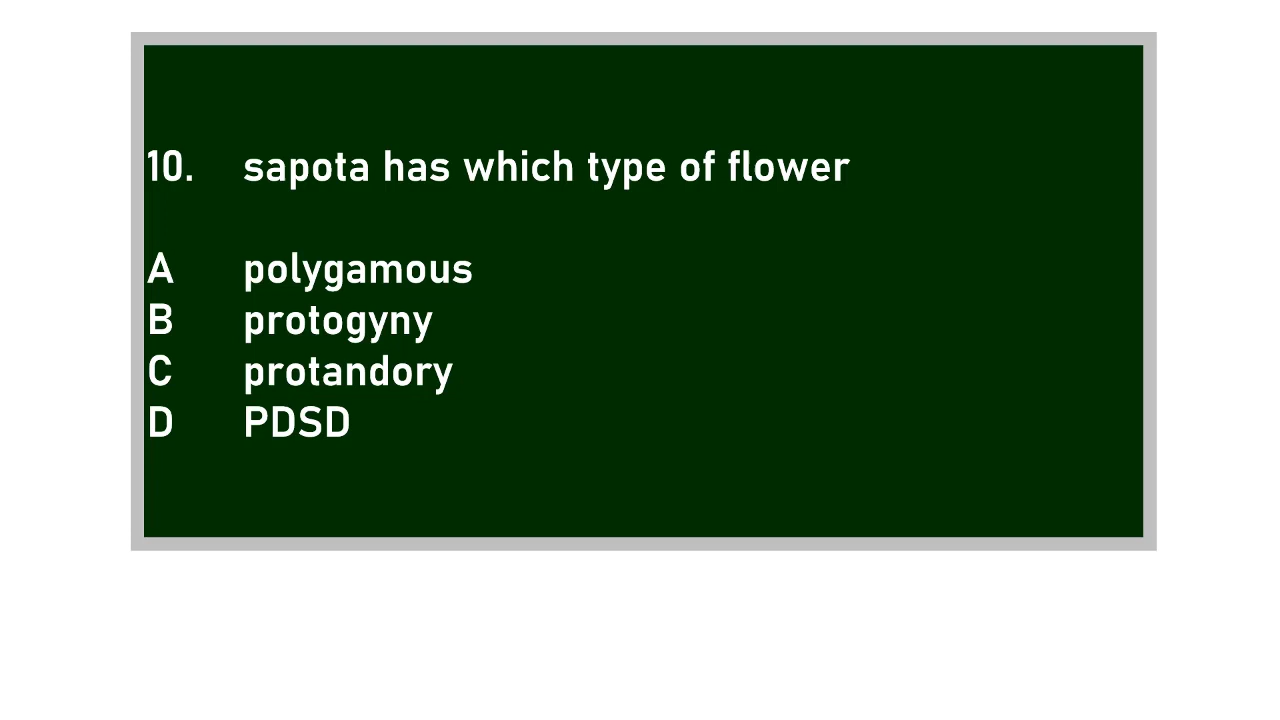 10. sapota has which type of flower
A polygamous
B protogyny
C protandory
D PDSD